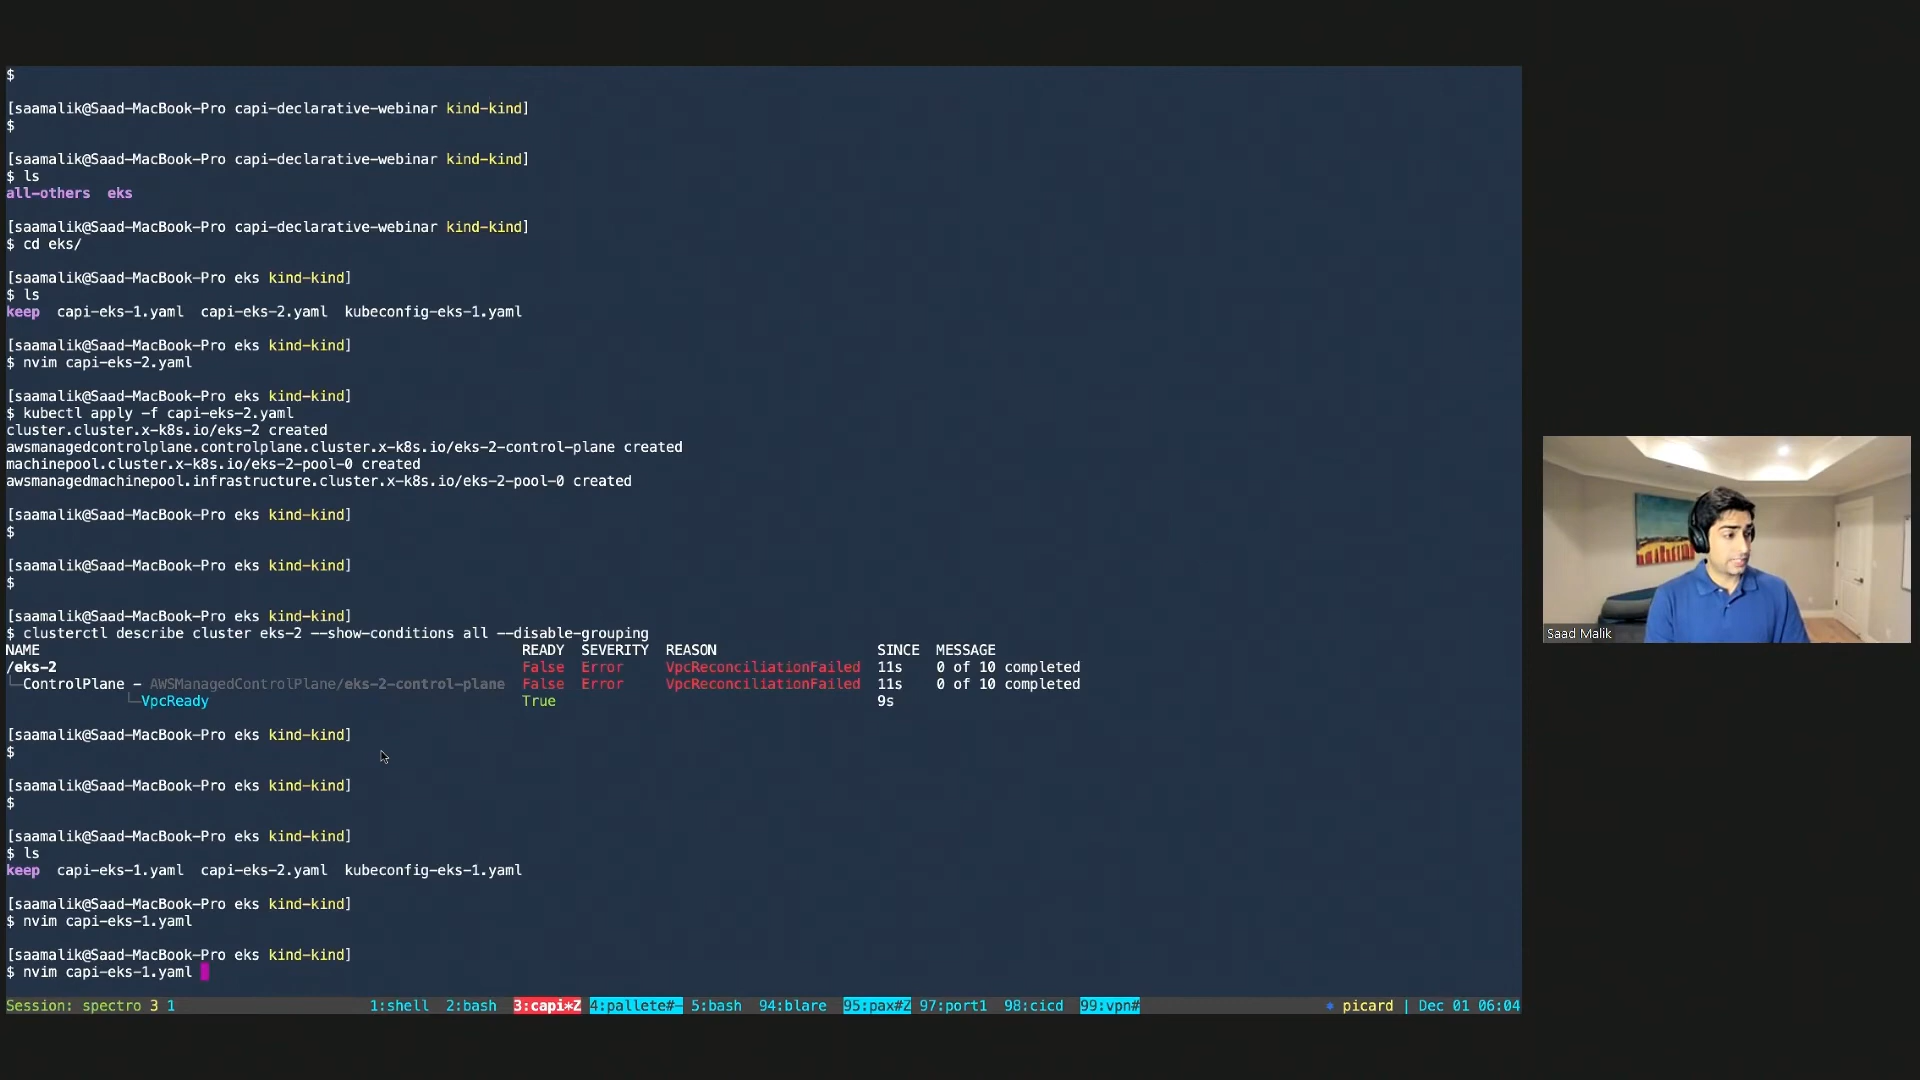 $
[saamalik@Saad-MacBook-Pro capi-declarative-webinar kind-kind]
$
[saamalik@Saad-MacBook-Pro capi-declarative-webinar kind-kind]
$ ls
all-others  eks
[saamalik@Saad-MacBook-Pro capi-declarative-webinar kind-kind]
$ cd eks/
[saamalik@Saad-MacBook-Pro eks kind-kind]
$ ls
keep  capi-eks-1.yaml  capi-eks-2.yaml  kubeconfig-eks-1.yaml
[saamalik@Saad-MacBook-Pro eks kind-kind]
$ nvim capi-eks-2.yaml
[saamalik@Saad-MacBook-Pro eks kind-kind]
$ kubectl apply -f capi-eks-2.yaml
cluster.cluster.x-k8s.io/eks-2 created
awsmanagedcontrolplane.controlplane.cluster.x-k8s.io/eks-2-control-plane created
machinepool.cluster.x-k8s.io/eks-2-pool-0 created
awsmanagedmachinepool.infrastructure.cluster.x-k8s.io/eks-2-pool-0 created
[saamalik@Saad-MacBook-Pro eks kind-kind]
$
[saamalik@Saad-MacBook-Pro eks kind-kind]
$
[saamalik@Saad-MacBook-Pro eks kind-kind]
$ clusterctl describe cluster eks-2 --show-conditions all --disable-grouping
NAME READY SEVERITY REASON SINCE MESSAGE
/eks-2 False Error VpcReconciliationFailed 11s 0 of 10 completed
└─ControlPlane - AWSManagedControlPlane/eks-2-control-plane False Error VpcReconciliationFailed 11s 0 of 10 completed
└─VpcReady True 9s
[saamalik@Saad-MacBook-Pro eks kind-kind]
$
[saamalik@Saad-MacBook-Pro eks kind-kind]
$
[saamalik@Saad-MacBook-Pro eks kind-kind]
$ ls
keep  capi-eks-1.yaml  capi-eks-2.yaml  kubeconfig-eks-1.yaml
[saamalik@Saad-MacBook-Pro eks kind-kind]
$ nvim capi-eks-1.yaml
[saamalik@Saad-MacBook-Pro eks kind-kind]
$ nvim capi-eks-1.yaml
Session: spectro 3 1 1:shell 2:bash 3:capi*Z 4:pallete#- 5:bash 94:blare 95:pax#Z 97:port1 98:cicd 99:vpn# * picard | Dec 01 06:04
Saad Malik